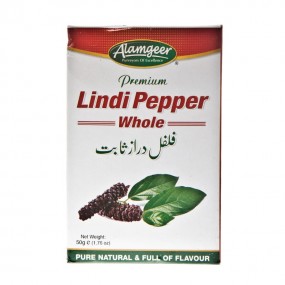 Alamgeer
Premium
Lindi Pepper
Whole
فلفل دراز ثابت
Net Weight:
50g e (1.75 oz)
PURE NATURAL & FULL OF FLAVOUR